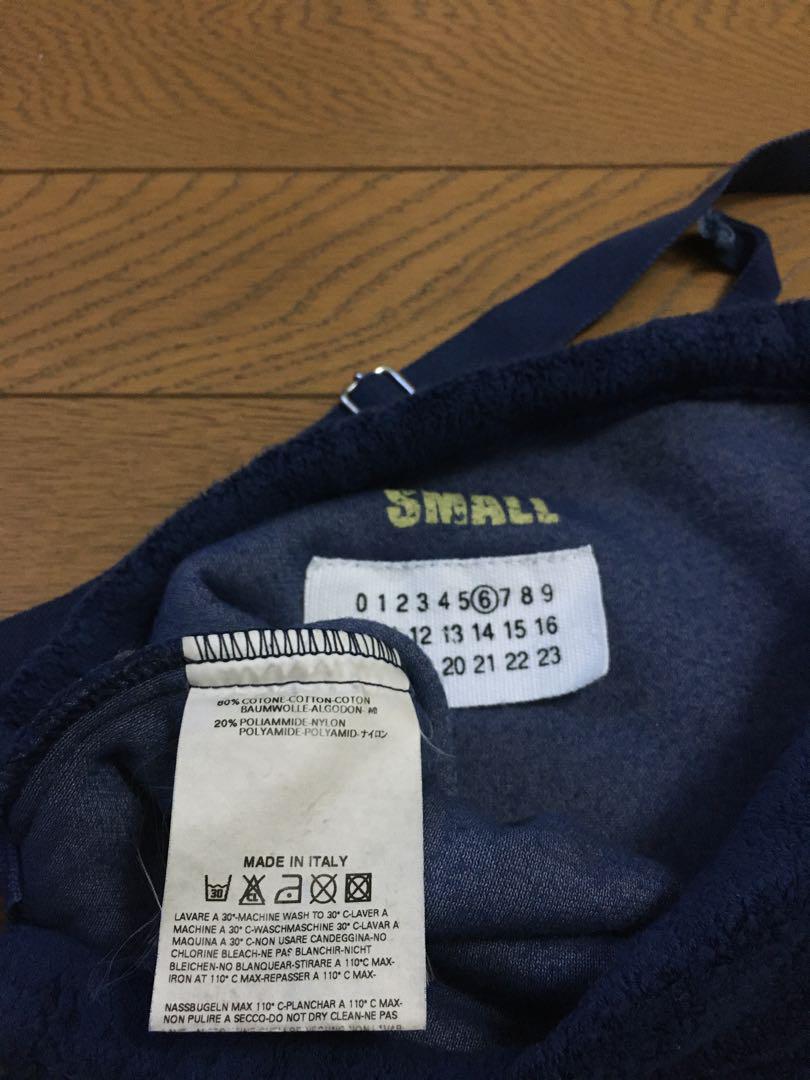 SMALL
0 1 2 3 4 5 6 7 8 9
12 13 14 15 16
20 21 22 23
80% COTONE-COTTON-COTON
BAUMWOLLE-ALGODON-綿
20% POLIAMMIDE-NYLON
POLYAMIDE-POLYAMID-ナイロン
MADE IN ITALY
30 CL
LAVARE A 30°-MACHINE WASH TO 30° C-LAVER A
MACHINE A 30° C-WASCHMASCHINE 30° C-LAVAR A
MAQUINA A 30° C-NON USARE CANDEGGINA-NO
CHLORINE BLEACH-NE PAS BLANCHIR-NICHT
BLEICHEN-NO BLANQUEAR-STIRARE A 110°C MAX-
IRON AT 110° C MAX-REPASSER A 110° C MAX-
NASSBUGELN MAX 110° C-PLANCHAR A 110° C MAX-
NON PULIRE A SECCO-DO NOT DRY CLEAN-NE PAS